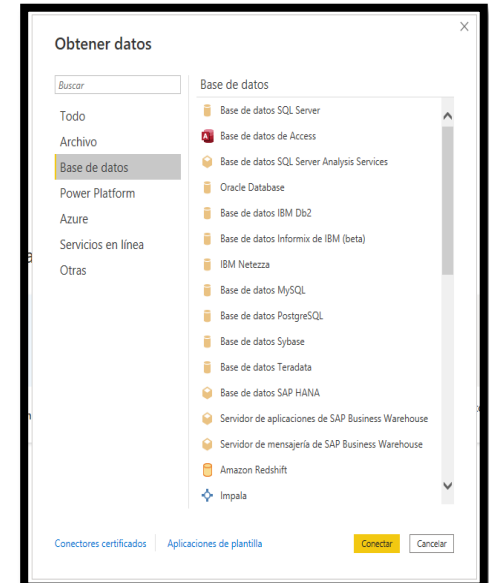 Obtener datos
Buscar
Todo
Archivo
Base de datos
Power Platform
Azure
Servicios en línea
Otras
Base de datos
Base de datos SQL Server
Base de datos de Access
Base de datos SQL Server Analysis Services
Oracle Database
Base de datos IBM Db2
Base de datos Informix de IBM (beta)
IBM Netezza
Base de datos MySQL
Base de datos PostgreSQL
Base de datos Sybase
Base de datos Teradata
Base de datos SAP HANA
Servidor de aplicaciones de SAP Business Warehouse
Servidor de mensajería de SAP Business Warehouse
Amazon Redshift
Impala
Conectores certificados
Aplicaciones de plantilla
Conectar
Cancelar